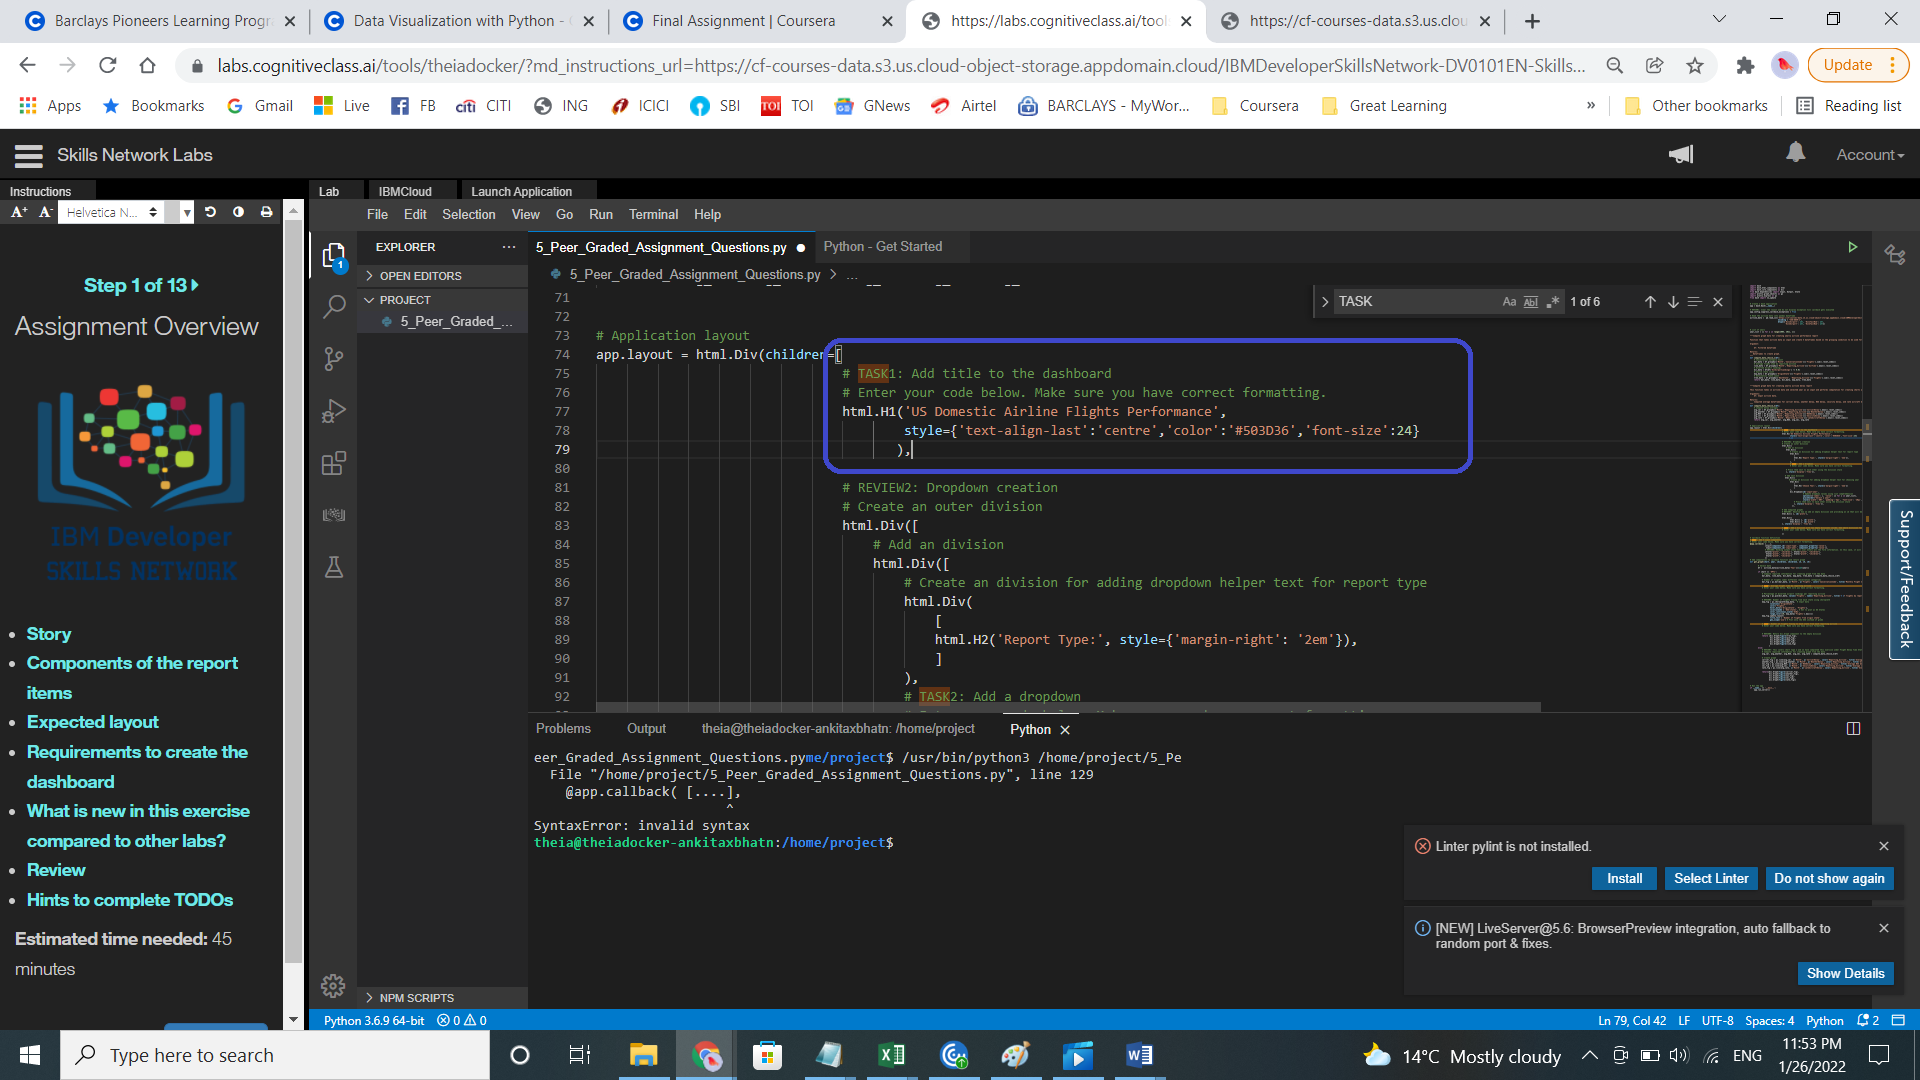 Barclays Pioneers Learning Progra
Data Visualization with Python - C
Final Assignment | Coursera
https://labs.cognitiveclass.ai/tool
https://cf-courses-data.s3.us.clou
labs.cognitiveclass.ai/tools/theiadocker/?md_instructions_url=https://cf-courses-data.s3.us.cloud-object-storage.appdomain.cloud/IBMDeveloperSkillsNetwork-DV0101EN-Skills...
Update
Apps Bookmarks Gmail Live FB CITI ING ICICI SBI TOI GNews Airtel BARCLAYS - MyWor... Coursera Great Learning » Other bookmarks Reading list
Skills Network Labs
Account
Instructions
Lab IBMCloud Launch Application
A+ A- Helvetica N...
File Edit Selection View Go Run Terminal Help
Step 1 of 13
Assignment Overview
IBM Developer
SKILLS NETWORK
Story
Components of the report
items
Expected layout
Requirements to create the
dashboard
What is new in this exercise
compared to other labs?
Review
Hints to complete TODOs
Estimated time needed: 45
minutes
1
EXPLORER ...
OPEN EDITORS
PROJECT
5_Peer_Graded_...
NPM SCRIPTS
5_Peer_Graded_Assignment_Questions.py
Python - Get Started
5_Peer_Graded_Assignment_Questions.py > ...
TASK
Aa Abl .* 1 of 6
71
72
73 # Application layout
74 app.layout = html.Div(children=[
75 # TASK1: Add title to the dashboard
76 # Enter your code below. Make sure you have correct formatting.
77 html.H1('US Domestic Airline Flights Performance',
78 style={'text-align-last':'centre','color':'#503D36','font-size':24}
79 ),
80
81 # REVIEW2: Dropdown creation
82 # Create an outer division
83 html.Div([
84 # Add an division
85 html.Div([
86 # Create an division for adding dropdown helper text for report type
87 html.Div(
88 [
89 html.H2('Report Type:', style={'margin-right': '2em'}),
90 ]
91 ),
92 # TASK2: Add a dropdown
Problems Output theia@theiadocker-ankitaxbhatn: /home/project Python
eer_Graded_Assignment_Questions.pyme/project$ /usr/bin/python3 /home/project/5_Pe
File "/home/project/5_Peer_Graded_Assignment_Questions.py", line 129
@app.callback( [....],
^
SyntaxError: invalid syntax
theia@theiadocker-ankitaxbhatn:/home/project$
Linter pylint is not installed.
Install Select Linter Do not show again
[NEW] LiveServer@5.6: BrowserPreview integration, auto fallback to
random port & fixes.
Show Details
Support/Feedback
Python 3.6.9 64-bit 0 0
Ln 79, Col 42 LF UTF-8 Spaces: 4 Python 2
Type here to search
14°C Mostly cloudy
ENG
11:53 PM
1/26/2022